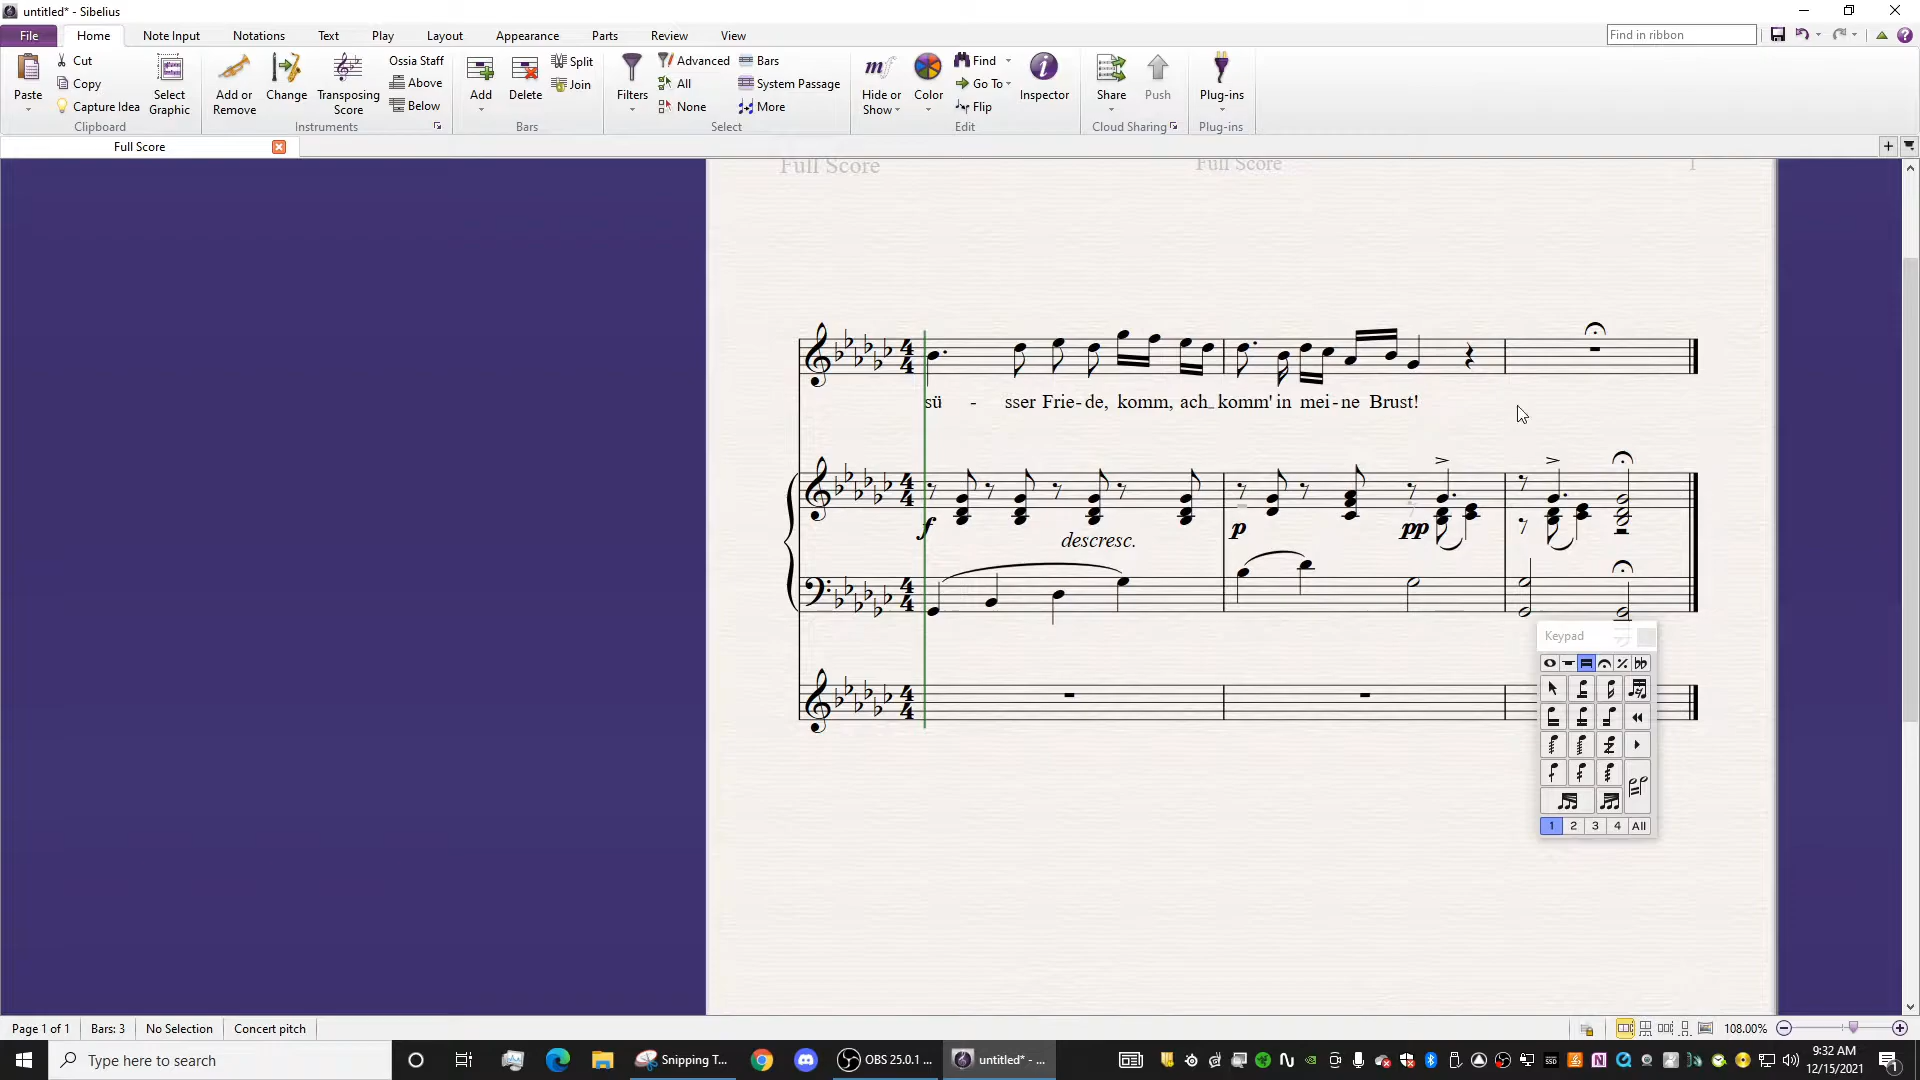 untitled* - Sibelius
File Home Note Input Notations Text Play Layout Appearance Parts Review View Find in ribbon
Paste Cut Copy Capture Idea Select Graphic
Clipboard
Add or Remove Change Transposing Score Ossia Staff Above Below
Instruments
Add Delete Split Join
Bars
Filters Advanced All None Bars System Passage More
Select
Hide or Show Color Find Go To Flip Inspector
Edit
Share Push
Cloud Sharing
Plug-ins
Plug-ins
Full Score
Full Score Full Score 1
sü - sser Frie-de, komm, ach_komm' in mei-ne Brust!
f p pp
descresc.
Keypad
1 2 3 4 All
Page 1 of 1 Bars: 3 No Selection Concert pitch 108.00%
Type here to search Snipping T... OBS 25.0.1 ... untitled* - ... 9:32 AM
12/15/2021